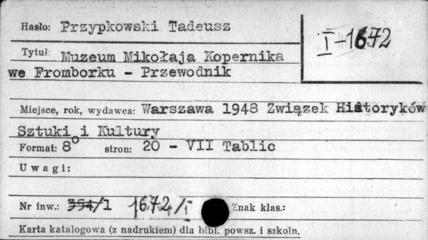 Hasło: Przypkowski Tadeusz
I-1672
Tytuł: Muzeum Mikołaja Kopernika
we Fromborku - Przewodnik
Miejsce, rok, wydawca: Warszawa 1948 Związek Historyków
Sztuki i Kultury
Format: 8° stron: 20 - VII Tablic
Uwagi:
Nr inw.: 354/1 1672/I Znak klas.:
Karta katalogowa (z nadrukiem) dla bibl. powsz. i szkoln.